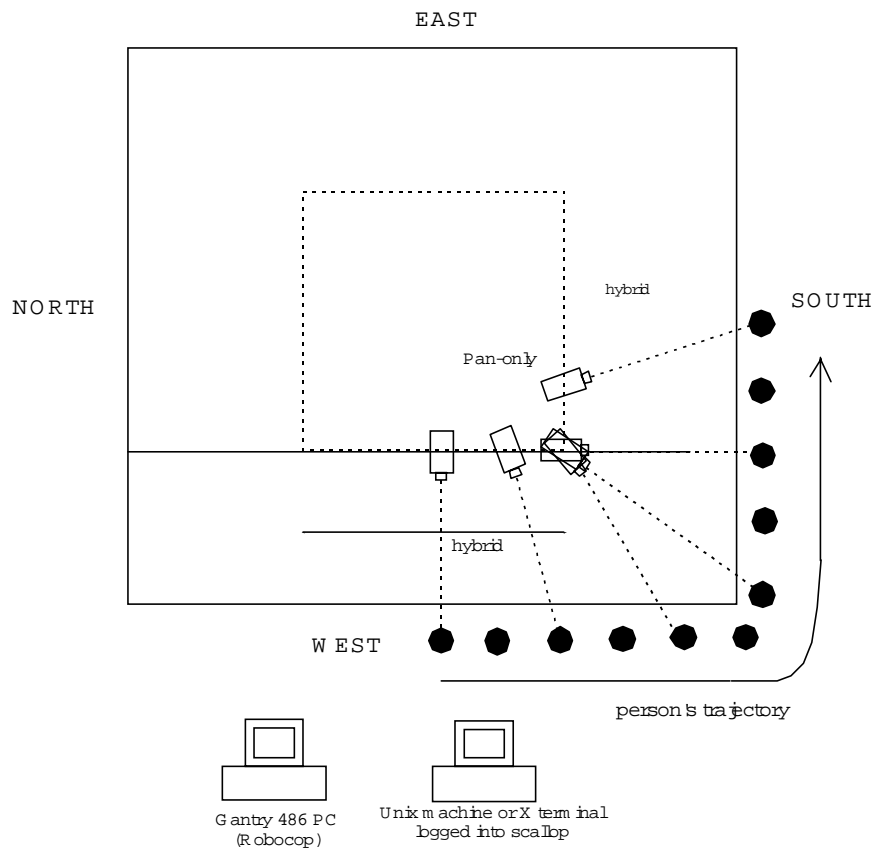 EAST
NORTH
hybrid
SOUTH
Pan-only
hybrid
WEST
person's trajectory
Gantry 486 PC
(Robocop)
Unix machine or X terminal
logged into scallop